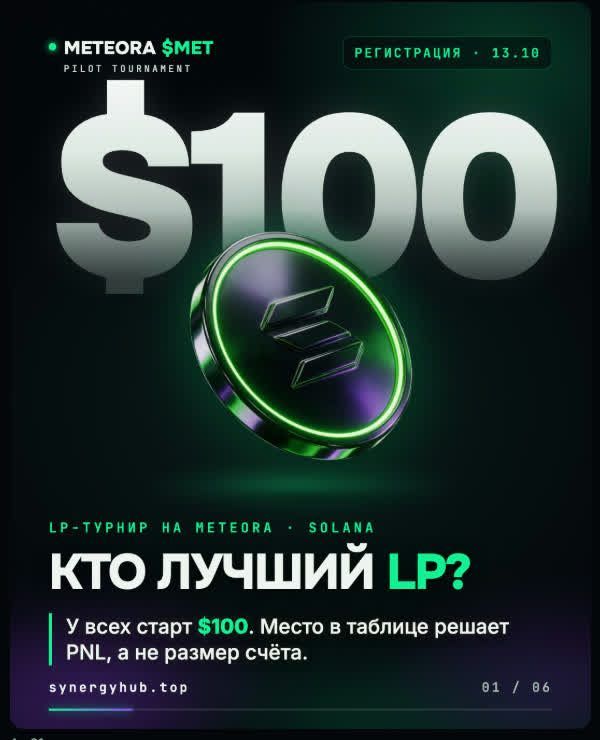 METEORA $MET
PILOT TOURNAMENT
РЕГИСТРАЦИЯ · 13.10
$100
LP-ТУРНИР НА METEORA · SOLANA
КТО ЛУЧШИЙ LP?
У всех старт $100. Место в таблице решает
PNL, а не размер счёта.
synergyhub.top
01 / 06